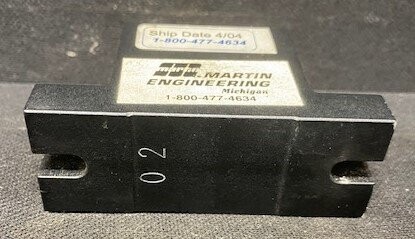 Ship Date 4/04
1-800-477-4634
MARTIN
ENGINEERING
Michigan
1-800-477-4634
02